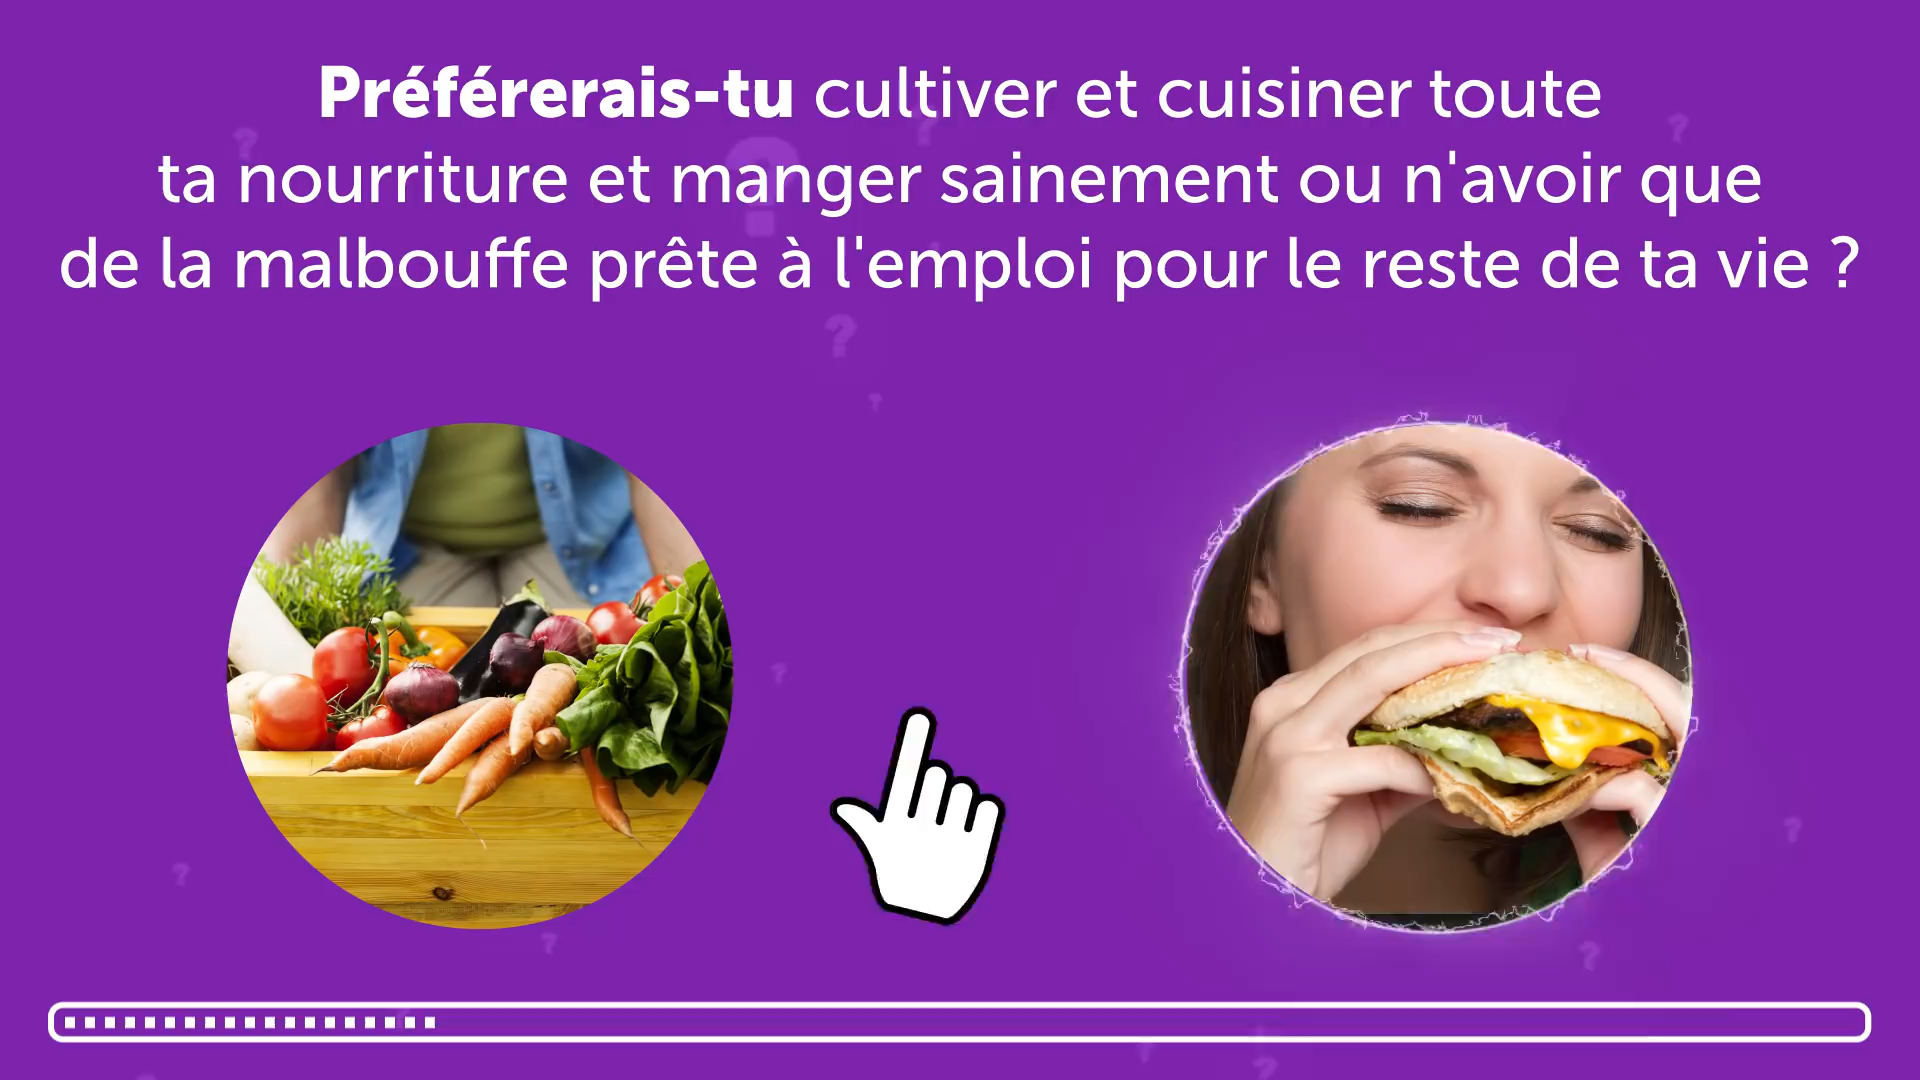 Préférerais-tu cultiver et cuisiner toute
ta nourriture et manger sainement ou n'avoir que
de la malbouffe prête à l'emploi pour le reste de ta vie ?